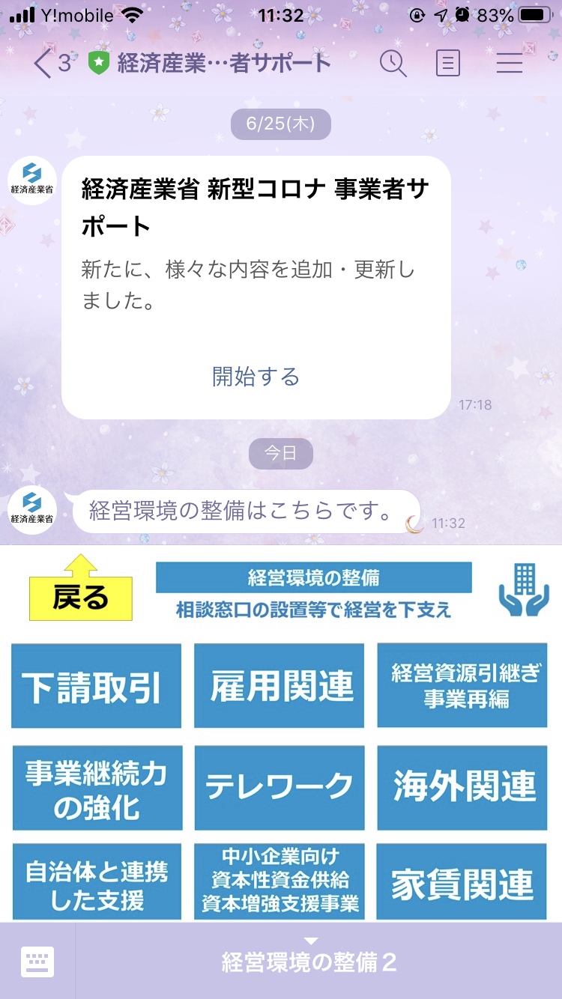 Y!mobile 11:32 83%
3 経済産業…者サポート
6/25(木)
経済産業省
経済産業省 新型コロナ 事業者サ
ポート
新たに、様々な内容を追加・更新し
ました。
開始する
17:18
今日
経済産業省
経営環境の整備はこちらです。
11:32
戻る
経営環境の整備
相談窓口の設置等で経営を下支え
下請取引
雇用関連
経営資源引継ぎ
事業再編
事業継続力
の強化
テレワーク
海外関連
自治体と連携
した支援
中小企業向け
資本性資金供給
資本増強支援事業
家賃関連
経営環境の整備２